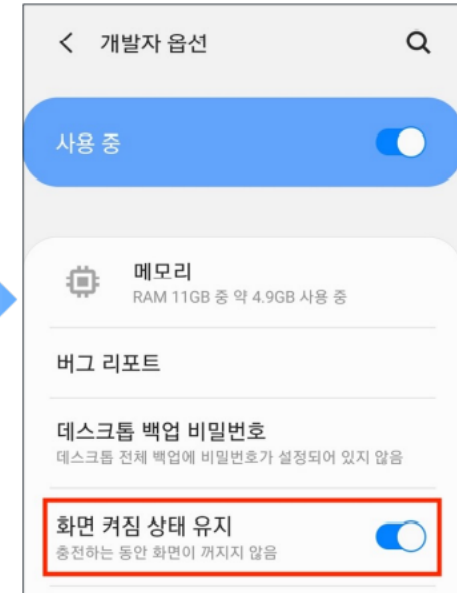 개발자 옵션
사용 중
메모리
RAM 11GB 중 약 4.9GB 사용 중
버그 리포트
데스크톱 백업 비밀번호
데스크톱 전체 백업에 비밀번호가 설정되어 있지 않음
화면 켜짐 상태 유지
충전하는 동안 화면이 꺼지지 않음